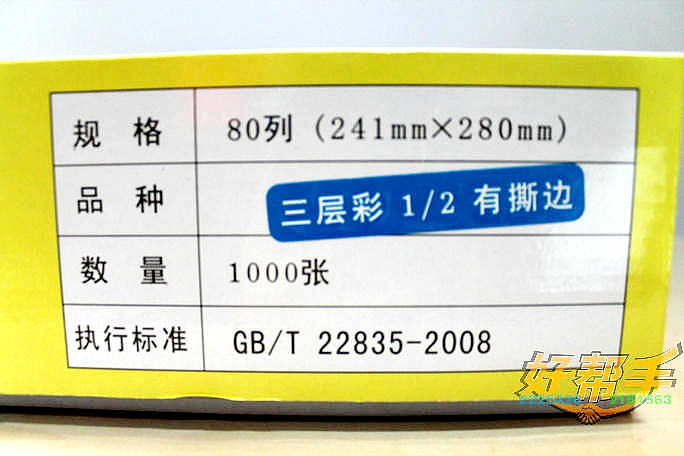 规 格 80列（241mm×280mm）
品 种 三层彩 1/2 有撕边
数 量 1000张
执行标准 GB/T 22835-2008
好帮手